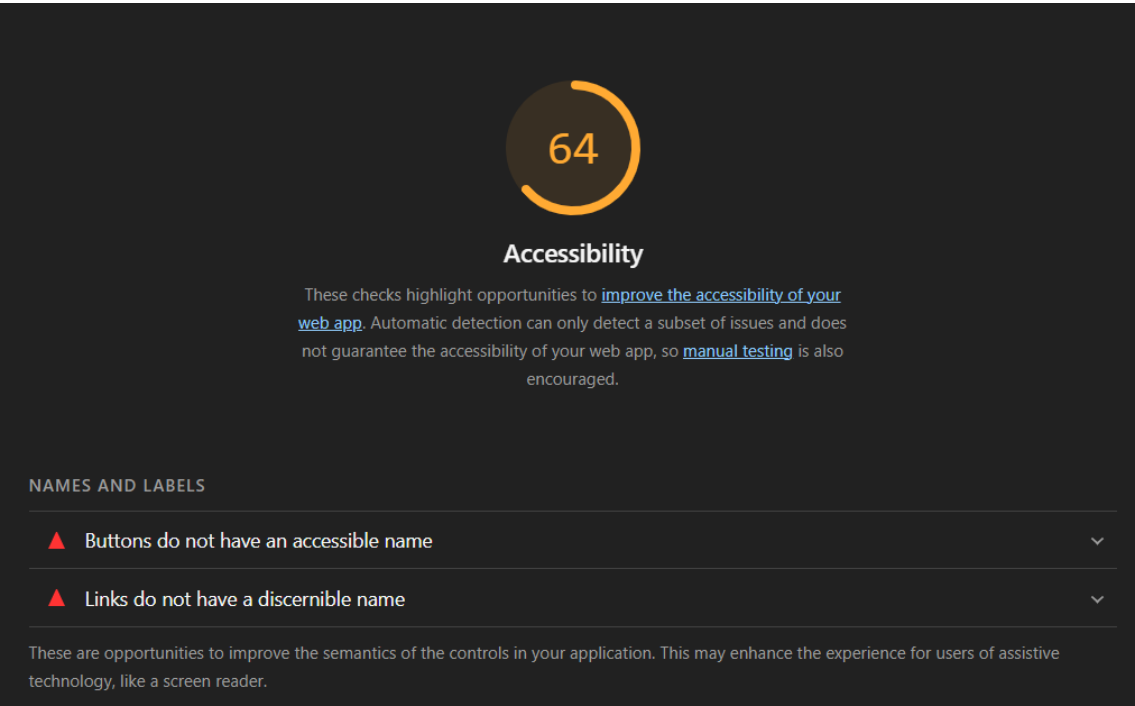 64
Accessibility
These checks highlight opportunities to improve the accessibility of your
web app. Automatic detection can only detect a subset of issues and does
not guarantee the accessibility of your web app, so manual testing is also
encouraged.
NAMES AND LABELS
Buttons do not have an accessible name
Links do not have a discernible name
These are opportunities to improve the semantics of the controls in your application. This may enhance the experience for users of assistive
technology, like a screen reader.